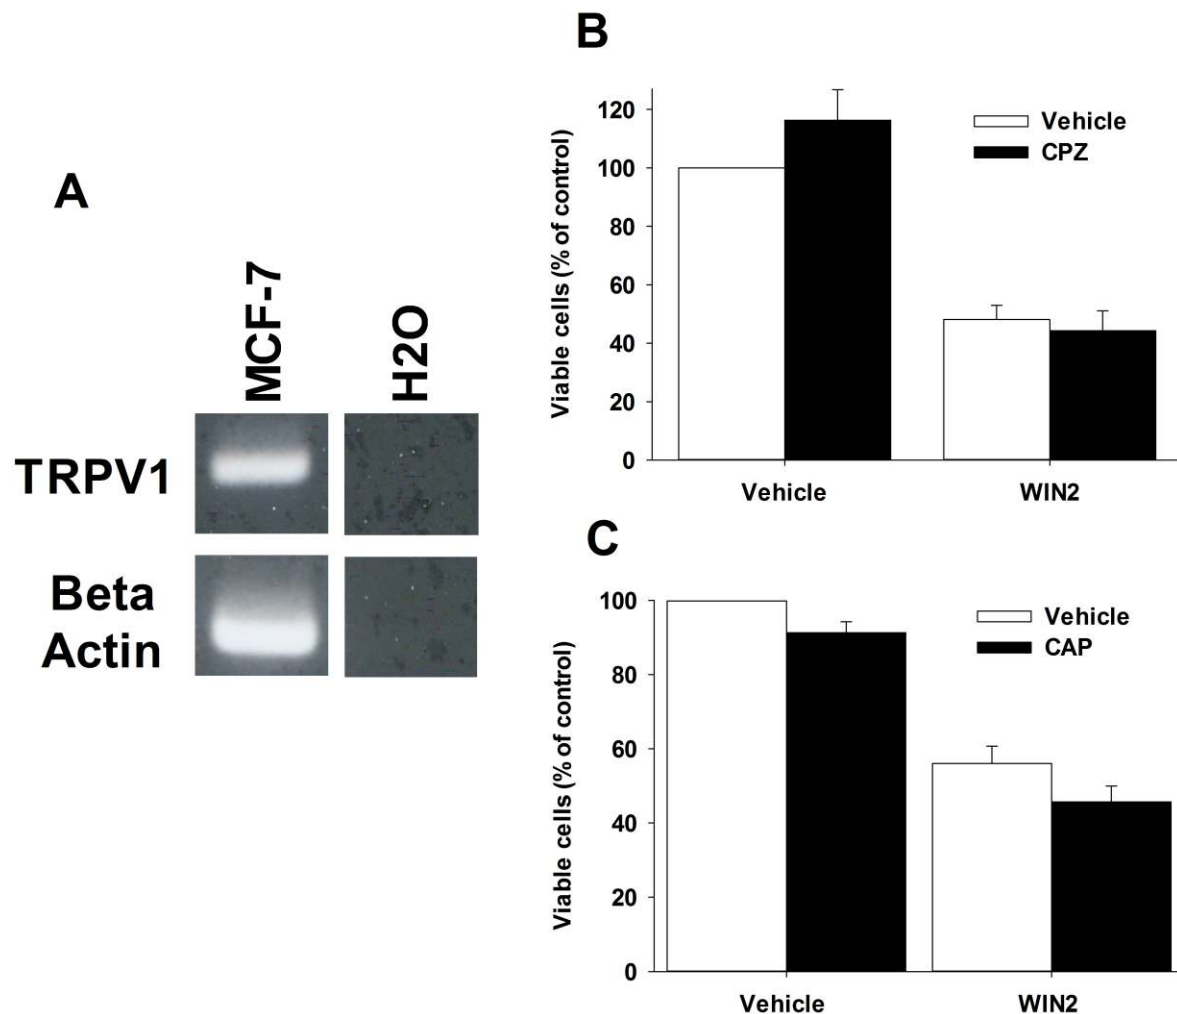 A
MCF-7
H2O
TRPV1
Beta
Actin
B
Viable cells (% of control)
120
100
80
60
40
20
0
Vehicle
CPZ
Vehicle
WIN2
C
Viable cells (% of control)
100
80
60
40
20
0
Vehicle
CAP
Vehicle
WIN2